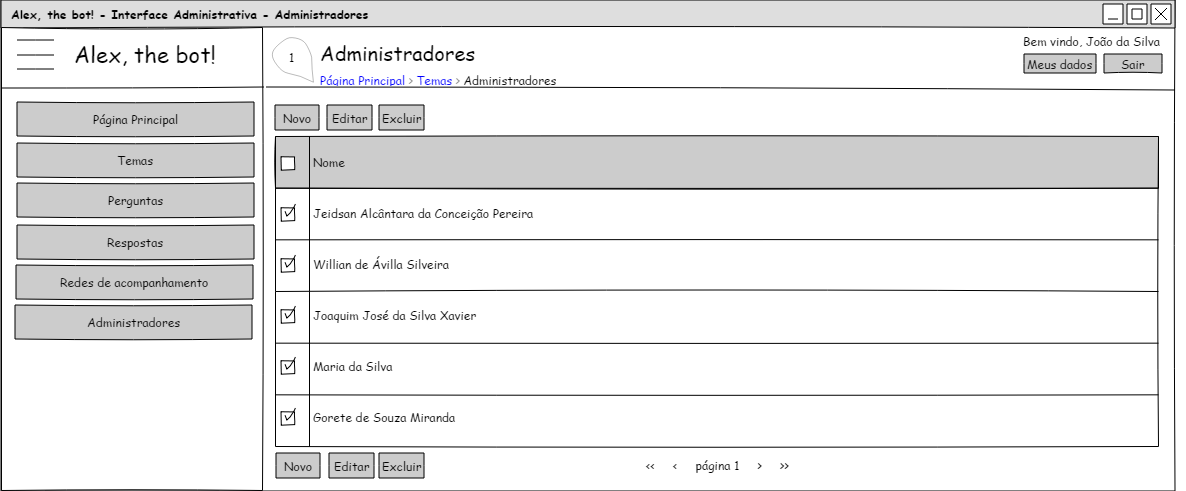 Alex, the bot! - Interface Administrativa - Administradores
Alex, the bot!
1
Administradores
Página Principal > Temas > Administradores
Bem vindo, João da Silva
Meus dados Sair
Página Principal
Temas
Perguntas
Respostas
Redes de acompanhamento
Administradores
Novo Editar Excluir
Nome
Jeidsan Alcântara da Conceição Pereira
Willian de Ávilla Silveira
Joaquim José da Silva Xavier
Maria da Silva
Gorete de Souza Miranda
Novo Editar Excluir
<< < página 1 > >>